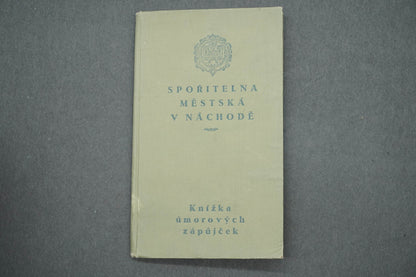 SPOŘITELNA
MĚSTSKÁ
V NÁCHODĚ
Knížka
úmorových
zápůjček